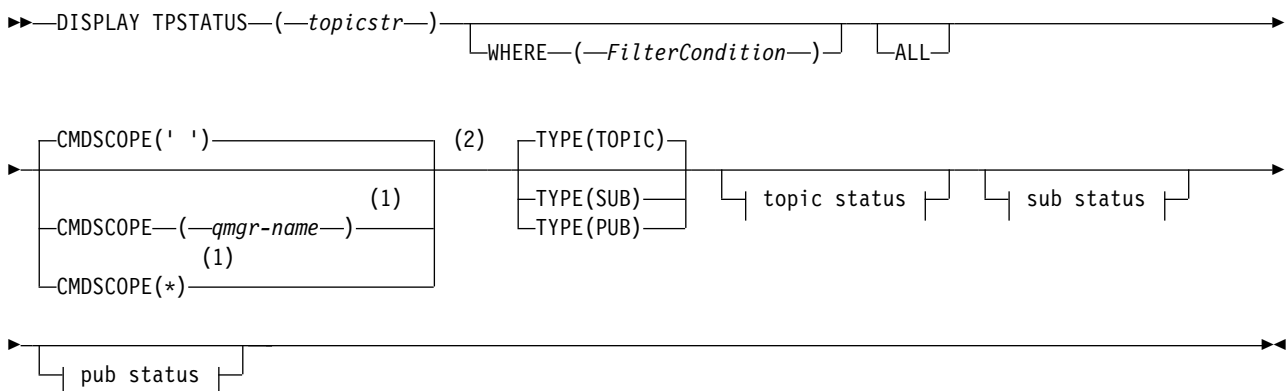 DISPLAY TPSTATUS ( topicstr )
WHERE ( FilterCondition )
ALL
CMDSCOPE(' ')
(2)
TYPE(TOPIC)
(1)
TYPE(SUB)
topic status
sub status
CMDSCOPE ( qmgr-name )
TYPE(PUB)
(1)
CMDSCOPE(*)
pub status